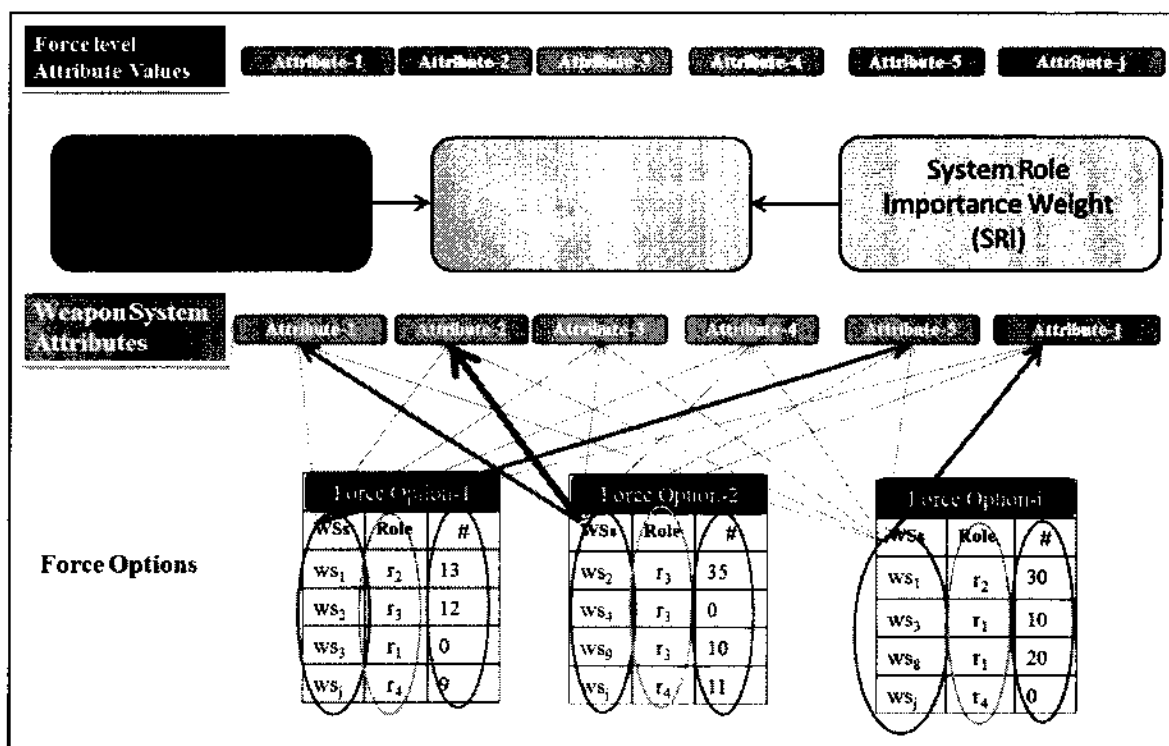 Force level
Attribute Values
Attribute-1 Attribute-2 Attribute-3 Attribute-4 Attribute-5 Attribute-j
System Role
Importance Weight
(SRI)
Weapon System
Attributes
Attribute-1 Attribute-2 Attribute-3 Attribute-4 Attribute-5 Attribute-j
Force Options
Force Option-1
WSs Role #
ws₁ r₂ 13
ws₂ r₃ 12
ws₃ r₁ 0
wsⱼ r₄ 9
Force Option-2
WSs Role #
ws₂ r₃ 35
ws₄ r₃ 0
ws₉ r₃ 10
wsⱼ r₄ 11
Force Option-i
WSs Role #
ws₁ r₂ 30
ws₃ r₁ 10
ws₈ r₁ 20
wsⱼ r₄ 0